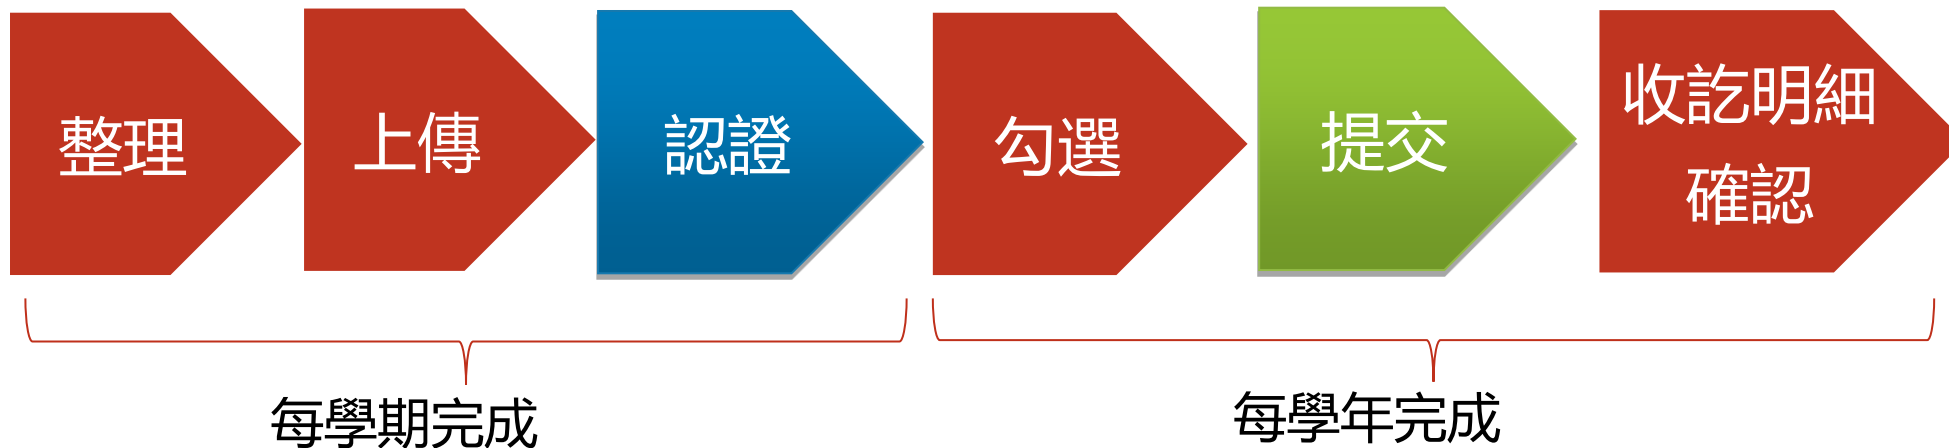 整理
上傳
認證
勾選
提交
收訖明細
確認
每學期完成
每學年完成